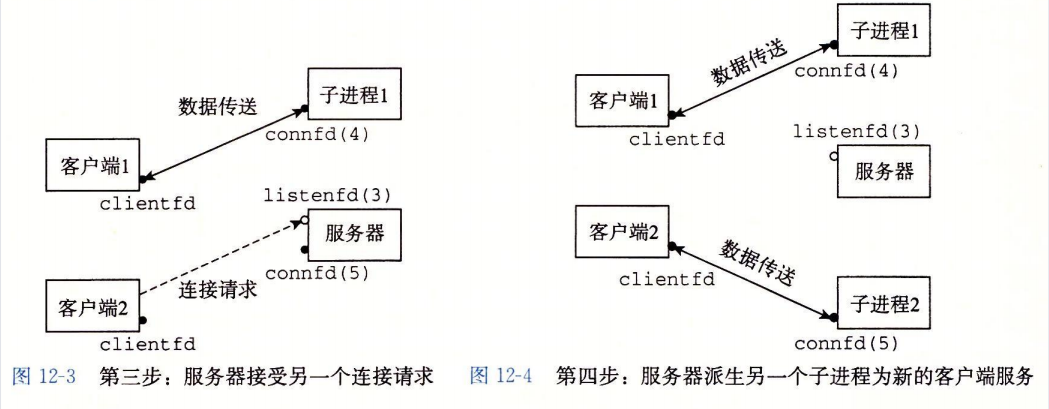 子进程1
数据传送
connfd(4)
客户端1
clientfd
listenfd(3)
服务器
connfd(5)
连接请求
客户端2
clientfd
图 12-3 第三步：服务器接受另一个连接请求
子进程1
数据传送
connfd(4)
客户端1
clientfd
listenfd(3)
服务器
客户端2
数据传送
clientfd
子进程2
connfd(5)
图 12-4 第四步：服务器派生另一个子进程为新的客户端服务